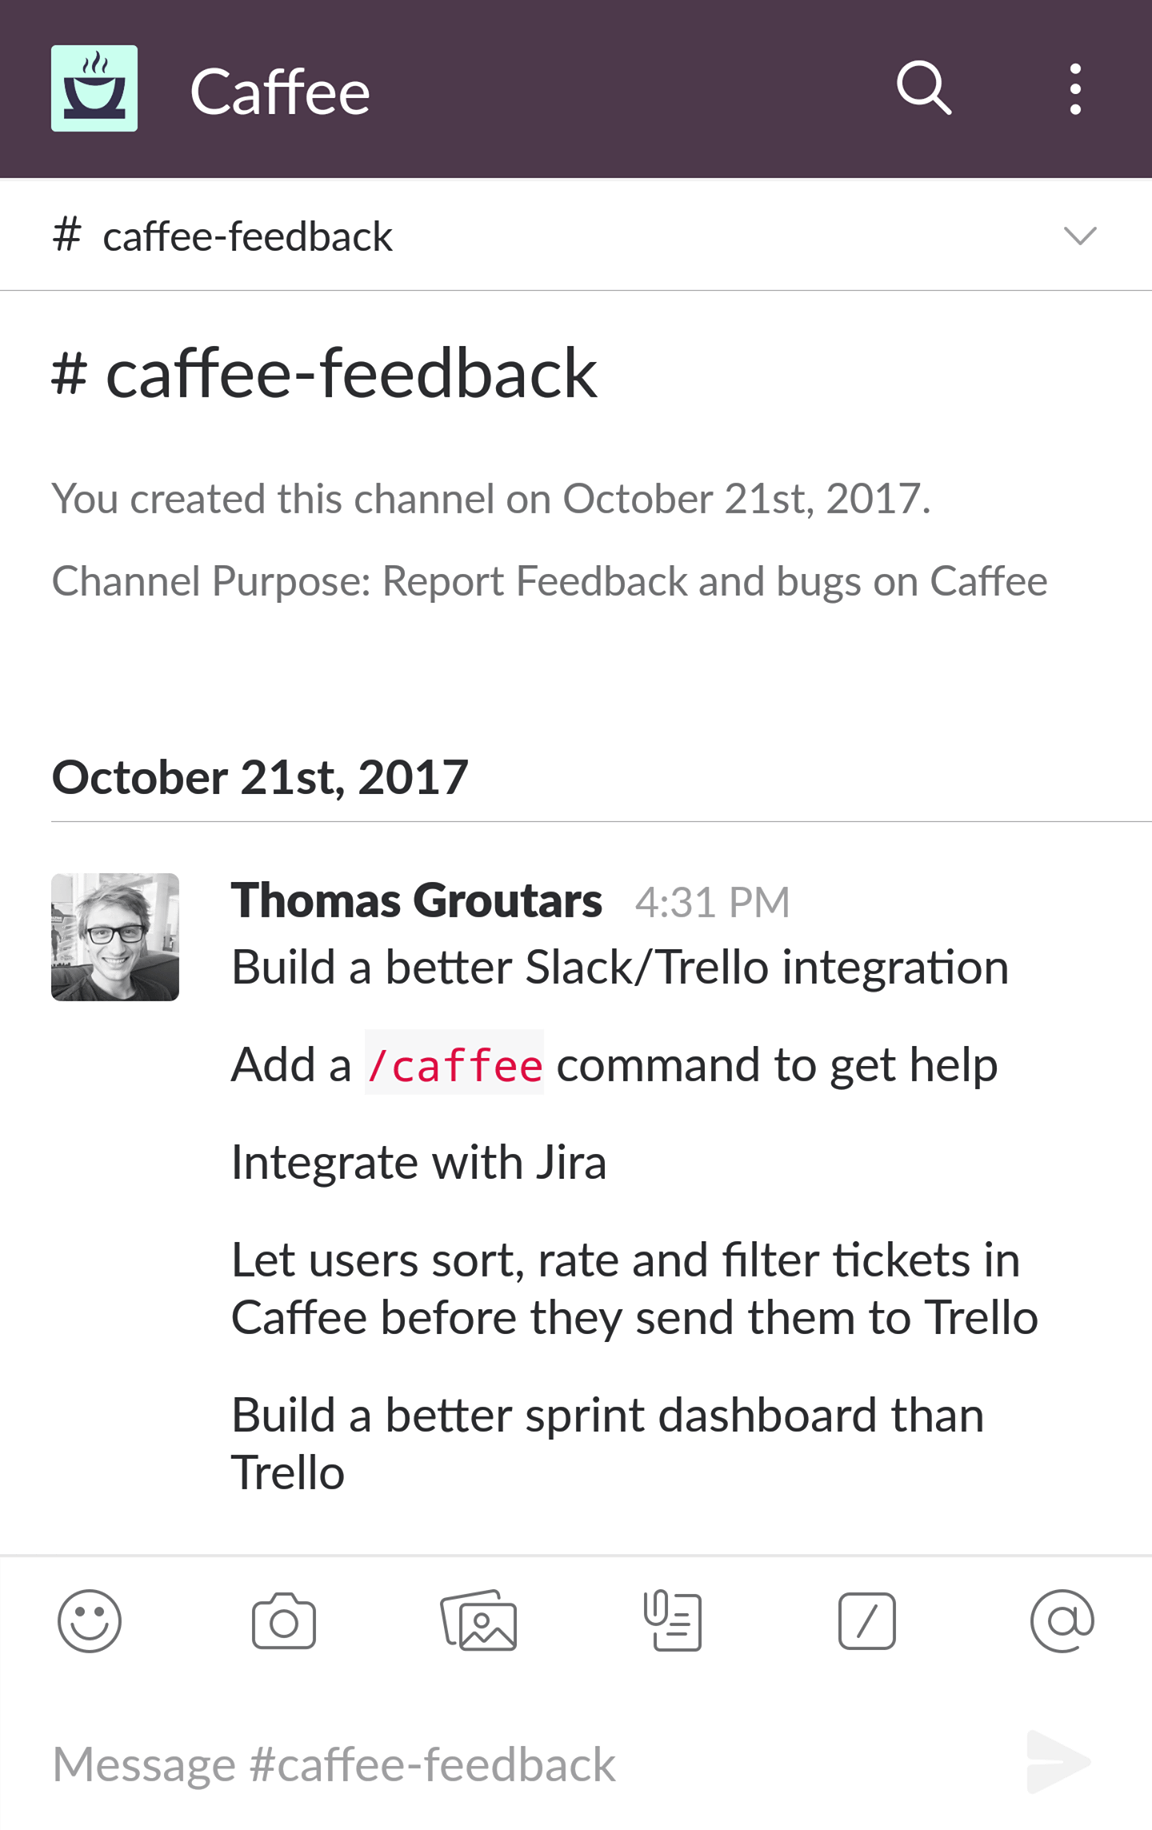 Caffee
# caffee-feedback
# caffee-feedback
You created this channel on October 21st, 2017.
Channel Purpose: Report Feedback and bugs on Caffee
October 21st, 2017
Thomas Groutars 4:31 PM
Build a better Slack/Trello integration
Add a /caffee command to get help
Integrate with Jira
Let users sort, rate and filter tickets in
Caffee before they send them to Trello
Build a better sprint dashboard than
Trello
Message #caffee-feedback